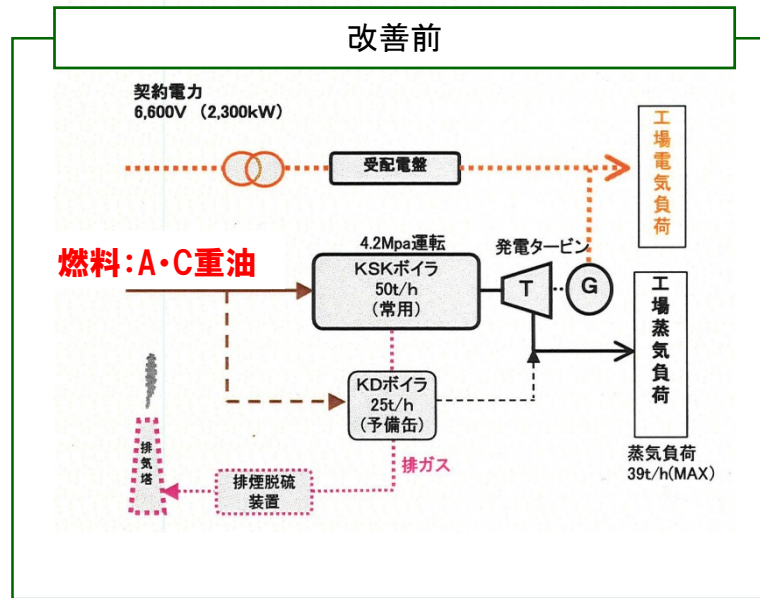 改善前
契約電力
6,600V (2,300kW)
受配電盤
工場電気負荷
燃料:A・C重油
4.2Mpa運転
KSKボイラ
50t/h
(常用)
発電タービン
T
G
工場蒸気負荷
KDボイラ
25t/h
(予備缶)
蒸気負荷
39t/h(MAX)
排ガス
排煙脱硫
装置
排気塔